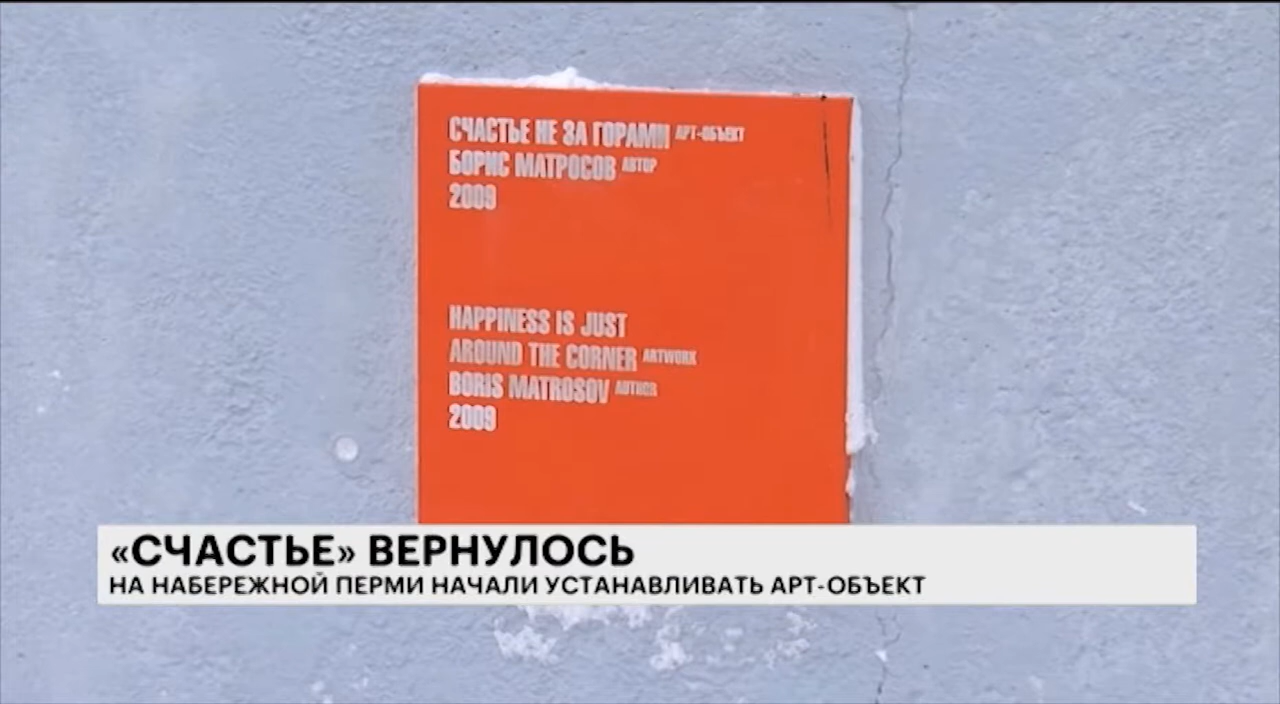 СЧАСТЬЕ НЕ ЗА ГОРАМИ АРТ-ОБЪЕКТ
БОРИС МАТРОСОВ АВТОР
2009
HAPPINESS IS JUST
AROUND THE CORNER ARTWORK
BORIS MATROSOV AUTHOR
2009
«СЧАСТЬЕ» ВЕРНУЛОСЬ
НА НАБЕРЕЖНОЙ ПЕРМИ НАЧАЛИ УСТАНАВЛИВАТЬ АРТ-ОБЪЕКТ